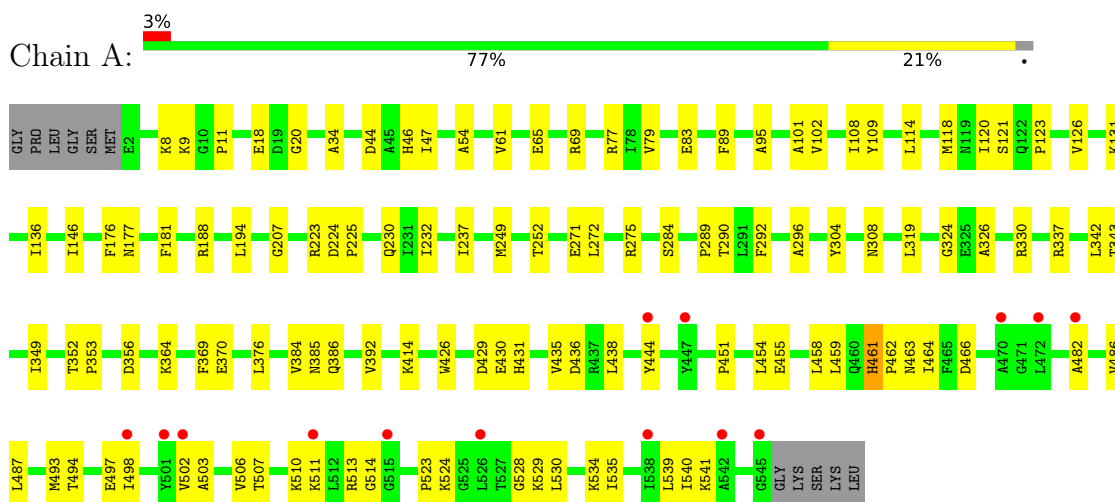 3%
Chain A:
77% 21% •
GLY PRO LEU GLY SER MET E2 K8 K9 G10 P11 E18 D19 G20 A34 D44 A45 H46 I47 A54 V61 E65 R69 R77 I78 V79 E83 F89 A95 A101 V102 I108 Y109 L114 M118 N119 I120 S121 Q122 P123 V126 K131
I136 I146 F176 N177 F181 R188 L194 G207 R223 D224 P225 Q230 I231 I232 I237 M249 T252 E271 L272 R275 S284 P289 T290 L291 F292 A296 Y304 N308 L319 G324 E325 A326 R330 R337 L342 T343
I349 T352 P353 D356 K364 F369 E370 L376 V384 N385 Q386 V392 K414 W426 D429 E430 H431 V435 D436 R437 L438 Y444 Y447 P451 L454 E455 L458 L459 Q460 H461 P462 N463 I464 F465 D466 A470 G471 L472 A482 V486
L487 M493 T494 E497 I498 Y501 V502 A503 V506 T507 K510 K511 L512 R513 G514 G515 P523 K524 G525 L526 T527 G528 K529 L530 K534 I535 I538 L539 I540 K541 A542 G545 GLY LYS SER LYS LEU